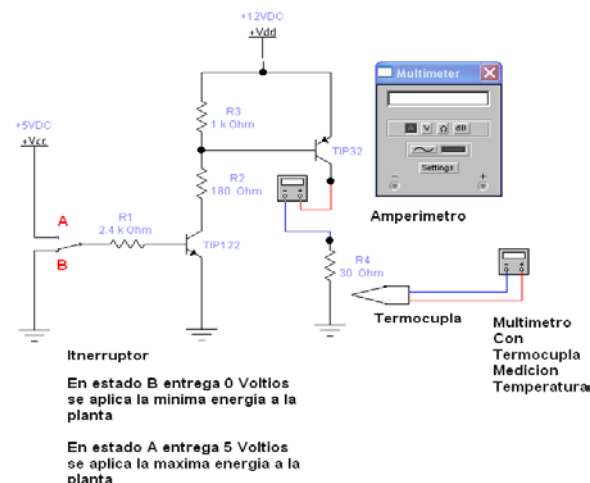 +12VDC
+Vdd
R3
1 k Ohm
+5VDC
+Vcc
TIP32
R2
180 Ohm
A
R1
2.4 k Ohm
B
TIP122
R4
30 Ohm
Multimeter
A V Ω dB
Settings
- +
Amperimetro
Termocupla
Multimetro
Con
Termocupla
Medicion
Temperatura
Itnerruptor
En estado B entrega 0 Voltios
se aplica la minima energia a la
planta
En estado A entrega 5 Voltios
se aplica la maxima energia a la
planta